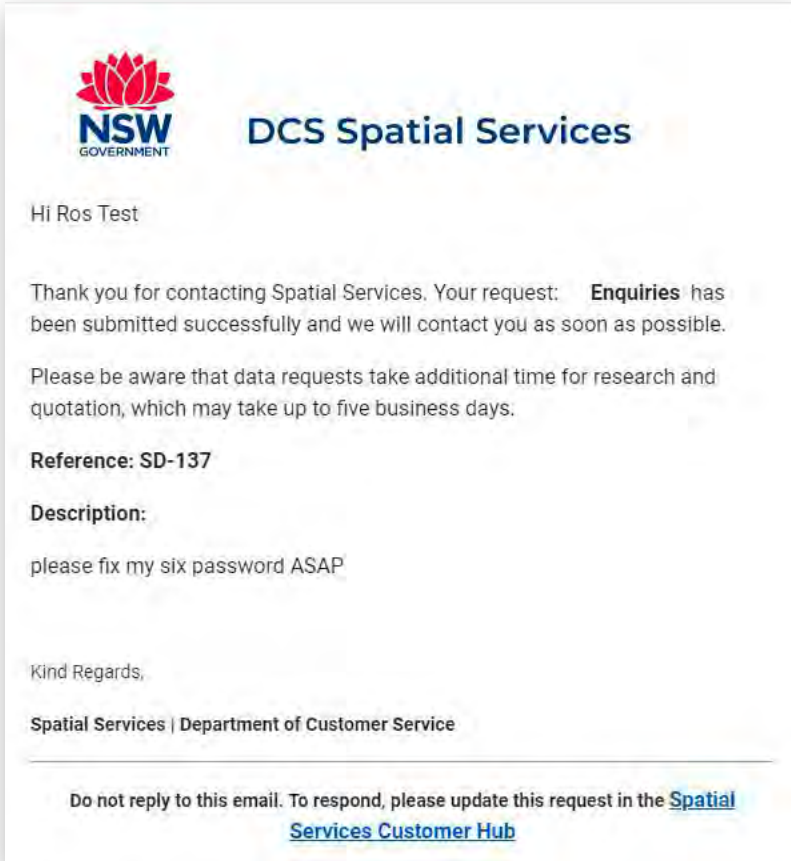 NSW
GOVERNMENT
DCS Spatial Services
Hi Ros Test
Thank you for contacting Spatial Services. Your request: Enquiries has
been submitted successfully and we will contact you as soon as possible.
Please be aware that data requests take additional time for research and
quotation, which may take up to five business days.
Reference: SD-137
Description:
please fix my six password ASAP
Kind Regards,
Spatial Services | Department of Customer Service
Do not reply to this email. To respond, please update this request in the Spatial
Services Customer Hub